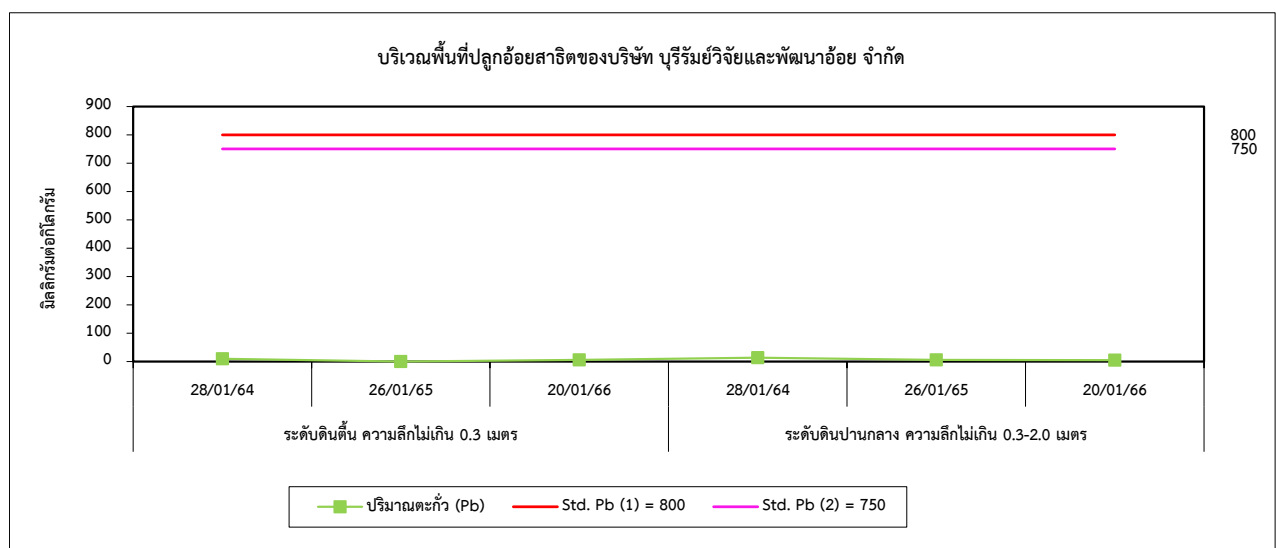 บริเวณพื้นที่ปลูกอ้อยสาธิตของบริษัท บุรีรัมย์วิจัยและพัฒนาอ้อย จำกัด
มิลลิกรัมต่อกิโลกรัม
900
800
700
600
500
400
300
200
100
0
800
750
28/01/64 26/01/65 20/01/66 28/01/64 26/01/65 20/01/66
ระดับดินตื้น ความลึกไม่เกิน 0.3 เมตร ระดับดินปานกลาง ความลึกไม่เกิน 0.3-2.0 เมตร
ปริมาณตะกั่ว (Pb) Std. Pb (1) = 800 Std. Pb (2) = 750